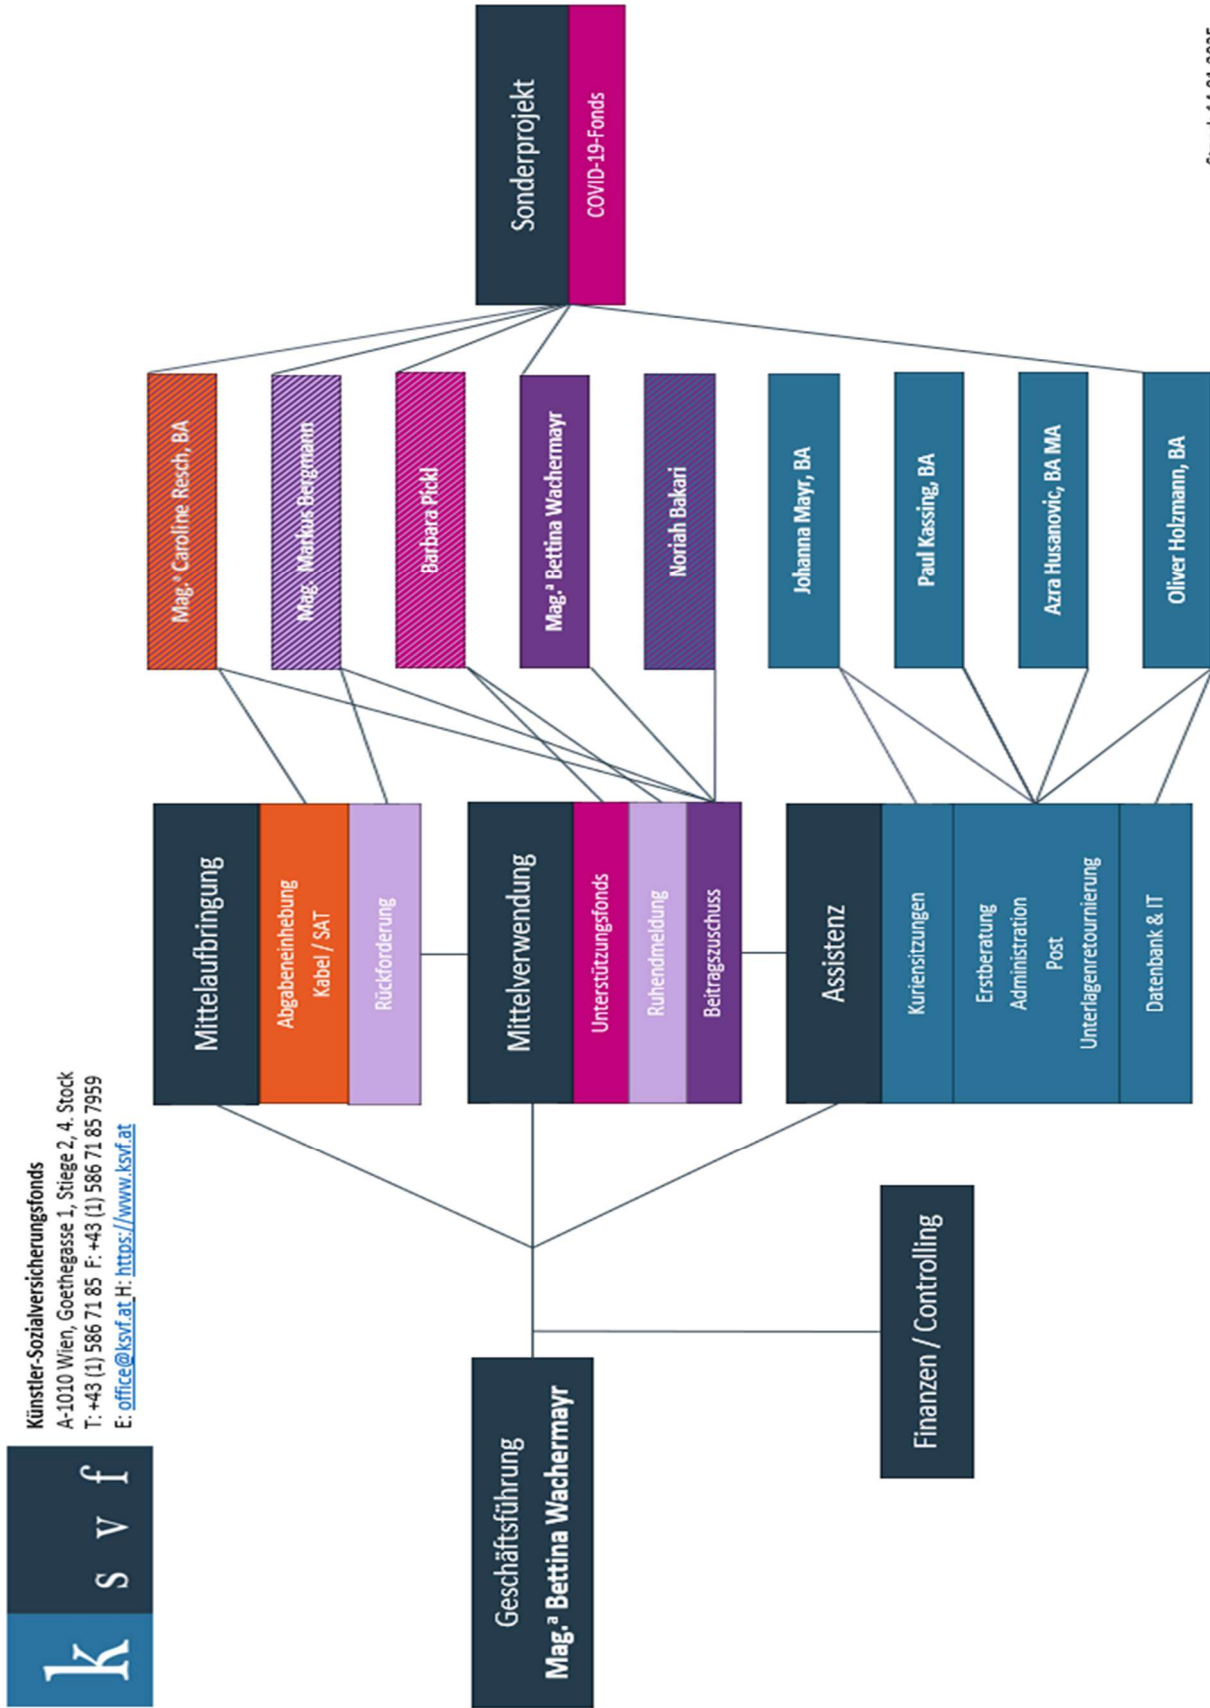 k s v f
Künstler-Sozialversicherungsfonds
A-1010 Wien, Goethegasse 1, Stiege 2, 4. Stock
T: +43 (1) 586 71 85 F: +43 (1) 586 71 85 7959
E: office@ksvf.at H: https://www.ksvf.at
Geschäftsführung
Mag.ª Bettina Wachermayr
Finanzen / Controlling
Mittelaufbringung
Abgabeneinhebung
Kabel / SAT
Rückforderung
Mittelverwendung
Unterstützungsfonds
Ruhendmeldung
Beitragszuschuss
Assistenz
Kuriensitzungen
Erstberatung
Administration
Post
Unterlagenretournierung
Datenbank & IT
Mag.ª Caroline Resch, BA
Mag. Markus Bergmann
Barbara Pickl
Mag.ª Bettina Wachermayr
Noriah Bakari
Johanna Mayr, BA
Paul Kassing, BA
Azra Husanovic, BA MA
Oliver Holzmann, BA
Sonderprojekt
COVID-19-Fonds